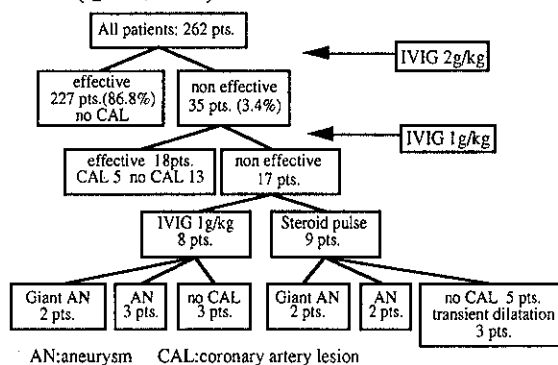 All patients: 262 pts.
IVIG 2g/kg
effective
227 pts.(86.8%)
no CAL
non effective
35 pts. (3.4%)
IVIG 1g/kg
effective 18pts.
CAL 5 no CAL 13
non effective
17 pts.
IVIG 1g/kg
8 pts.
Steroid pulse
9 pts.
Giant AN
2 pts.
AN
3 pts.
no CAL
3 pts.
Giant AN
2 pts.
AN
2 pts.
no CAL 5 pts.
transient dilatation
3 pts.
AN:aneurysm CAL:coronary artery lesion